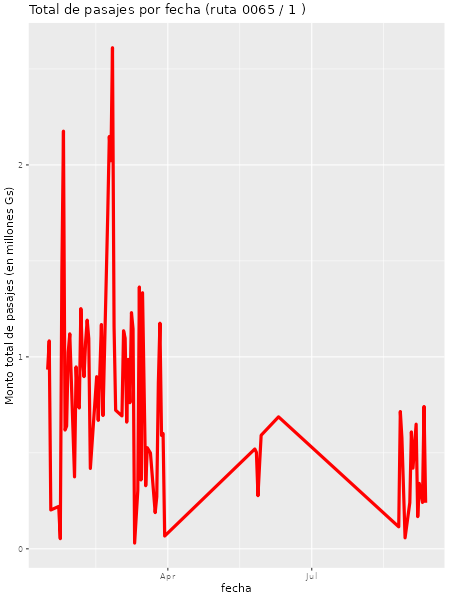 Total de pasajes por fecha (ruta 0065 / 1 )
Monto total de pasajes (en millones Gs)
2
1
0
Apr
Jul
fecha